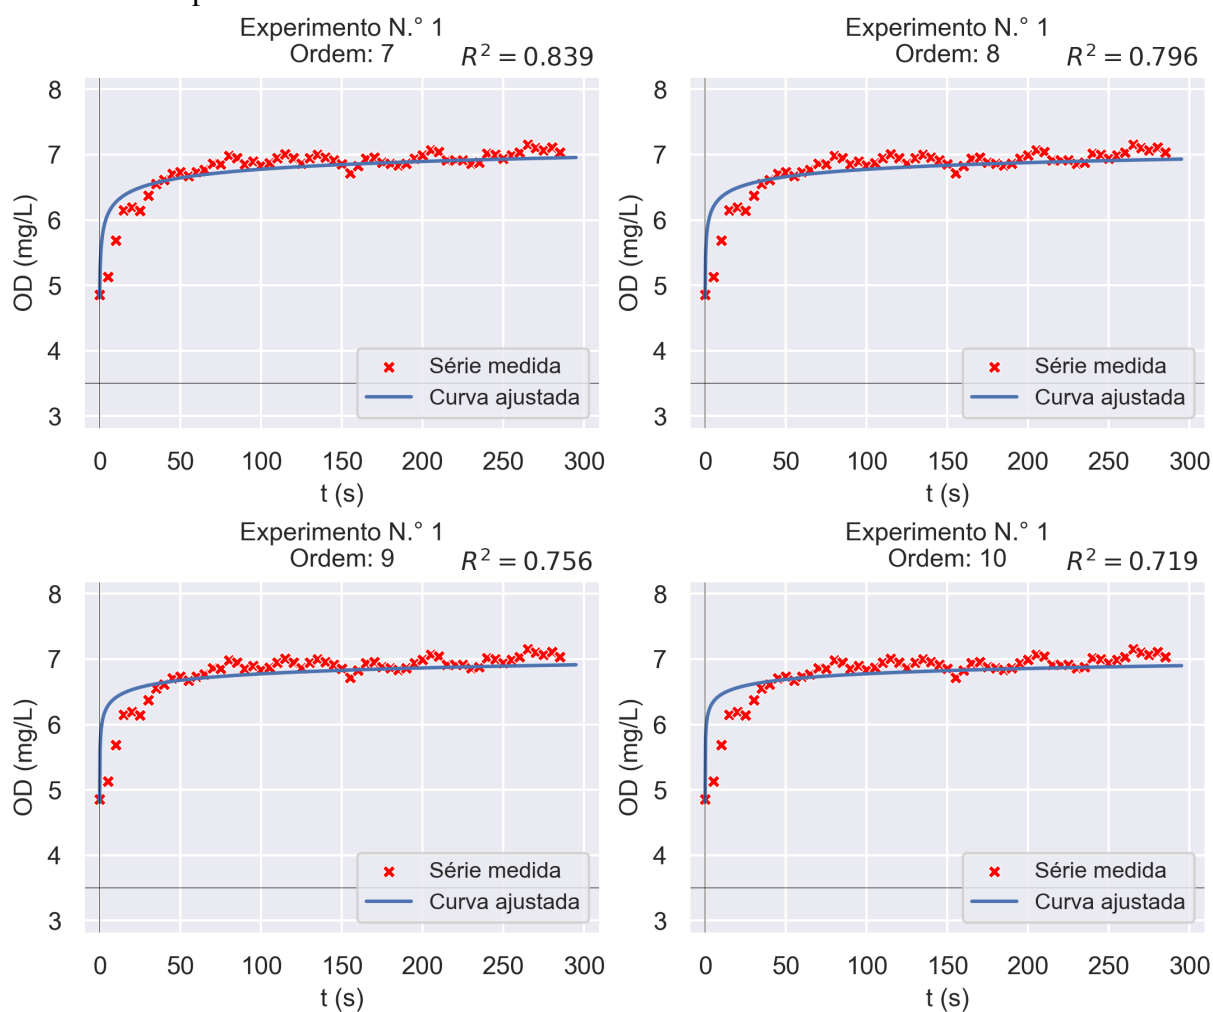 Experimento N.° 1
Ordem: 7
R² = 0.839
8
7
6
5
4
3
OD (mg/L)
Série medida
Curva ajustada
0 50 100 150 200 250 300
t (s)
Experimento N.° 1
Ordem: 8
R² = 0.796
8
7
6
5
4
3
OD (mg/L)
Série medida
Curva ajustada
0 50 100 150 200 250 300
t (s)
Experimento N.° 1
Ordem: 9
R² = 0.756
8
7
6
5
4
3
OD (mg/L)
Série medida
Curva ajustada
0 50 100 150 200 250 300
t (s)
Experimento N.° 1
Ordem: 10
R² = 0.719
8
7
6
5
4
3
OD (mg/L)
Série medida
Curva ajustada
0 50 100 150 200 250 300
t (s)